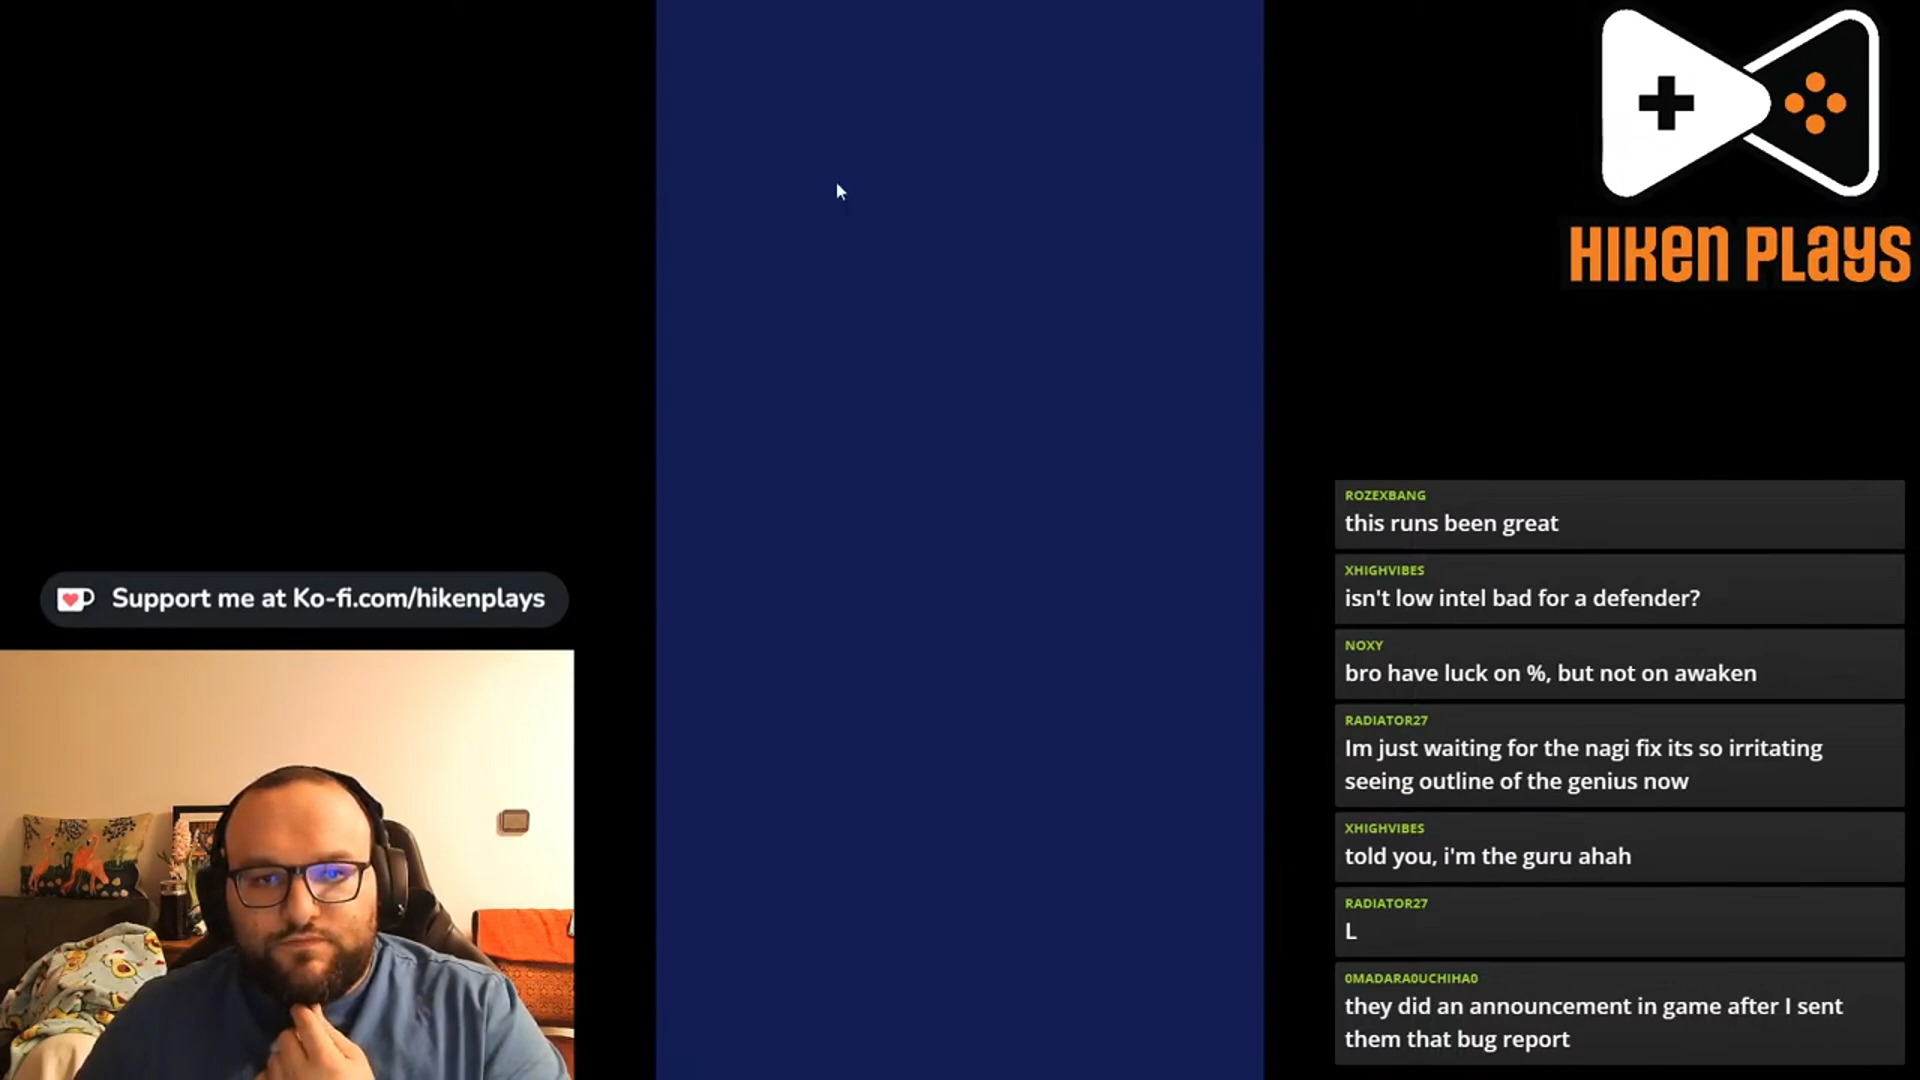 HIKEN PLAYS
Support me at Ko-fi.com/hikenplays
ROZEXBANG
this runs been great
XHIGHVIBES
isn't low intel bad for a defender?
NOXY
bro have luck on %, but not on awaken
RADIATOR27
Im just waiting for the nagi fix its so irritating
seeing outline of the genius now
XHIGHVIBES
told you, i'm the guru ahah
RADIATOR27
L
0MADARA0UCHIHA0
they did an announcement in game after I sent
them that bug report